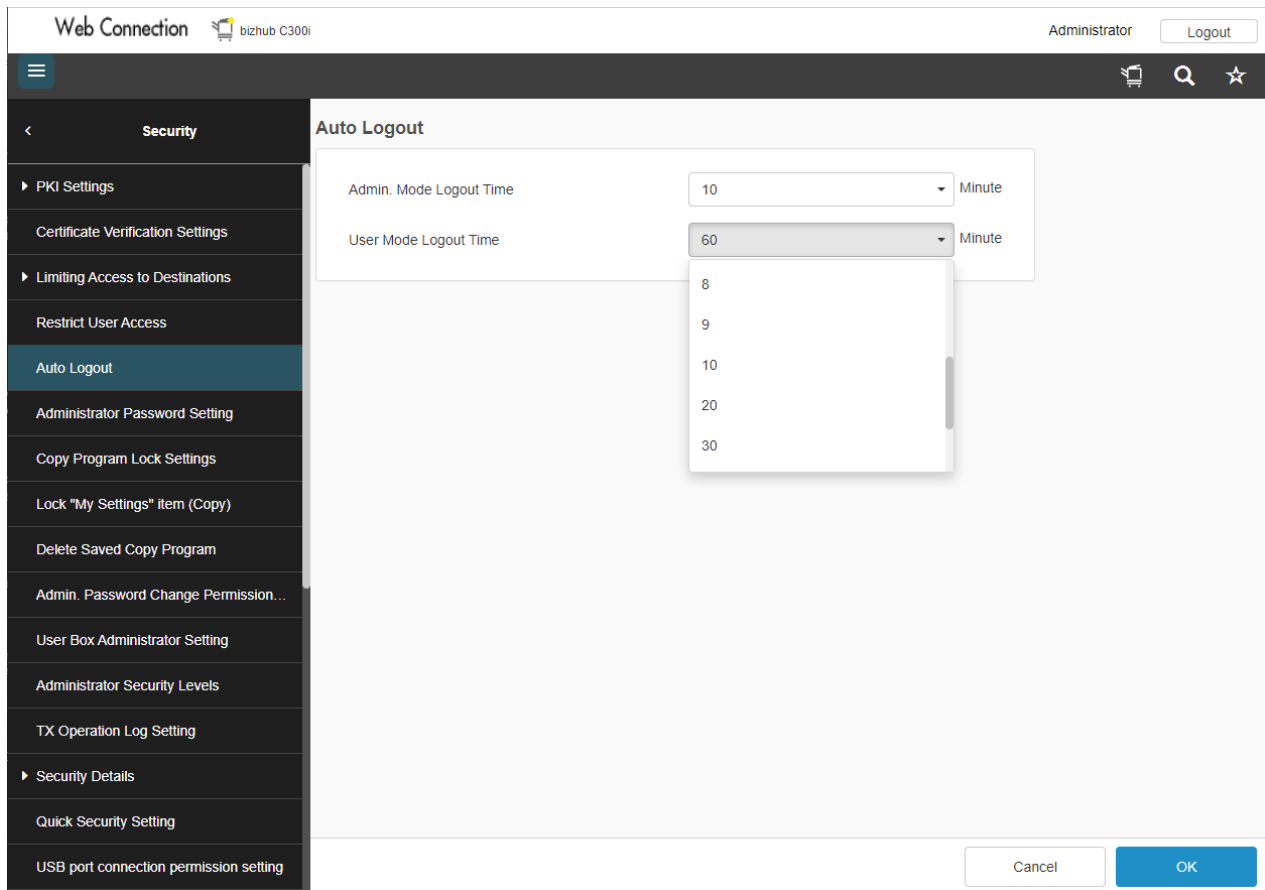 Web Connection bizhub C300i Administrator Logout
Security
PKI Settings
Certificate Verification Settings
Limiting Access to Destinations
Restrict User Access
Auto Logout
Administrator Password Setting
Copy Program Lock Settings
Lock "My Settings" item (Copy)
Delete Saved Copy Program
Admin. Password Change Permission...
User Box Administrator Setting
Administrator Security Levels
TX Operation Log Setting
Security Details
Quick Security Setting
USB port connection permission setting
Auto Logout
Admin. Mode Logout Time 10 Minute
User Mode Logout Time 60 Minute
8
9
10
20
30
Cancel OK